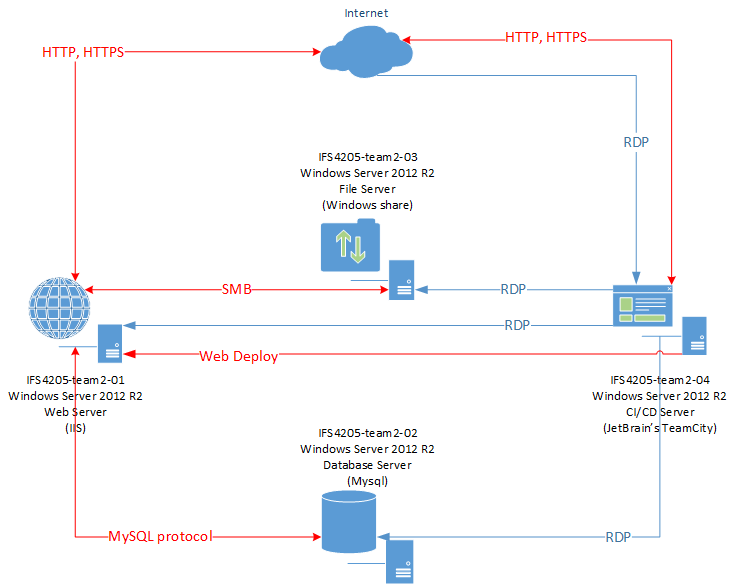 Internet
HTTP, HTTPS
HTTP, HTTPS
RDP
IFS4205-team2-03
Windows Server 2012 R2
File Server
(Windows share)
SMB
RDP
RDP
Web Deploy
IFS4205-team2-01
Windows Server 2012 R2
Web Server
(IIS)
IFS4205-team2-04
Windows Server 2012 R2
CI/CD Server
(JetBrain's TeamCity)
IFS4205-team2-02
Windows Server 2012 R2
Database Server
(Mysql)
MySQL protocol
RDP